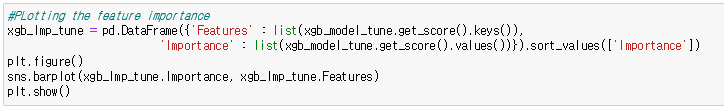 #PLotting the feature importance
xgb_Imp_tune = pd.DataFrame({'Features' : list(xgb_model_tune.get_score().keys()),
'Importance' : list(xgb_model_tune.get_score().values())}).sort_values(['Importance'])
plt.figure()
sns.barplot(xgb_Imp_tune.Importance, xgb_Imp_tune.Features)
plt.show()